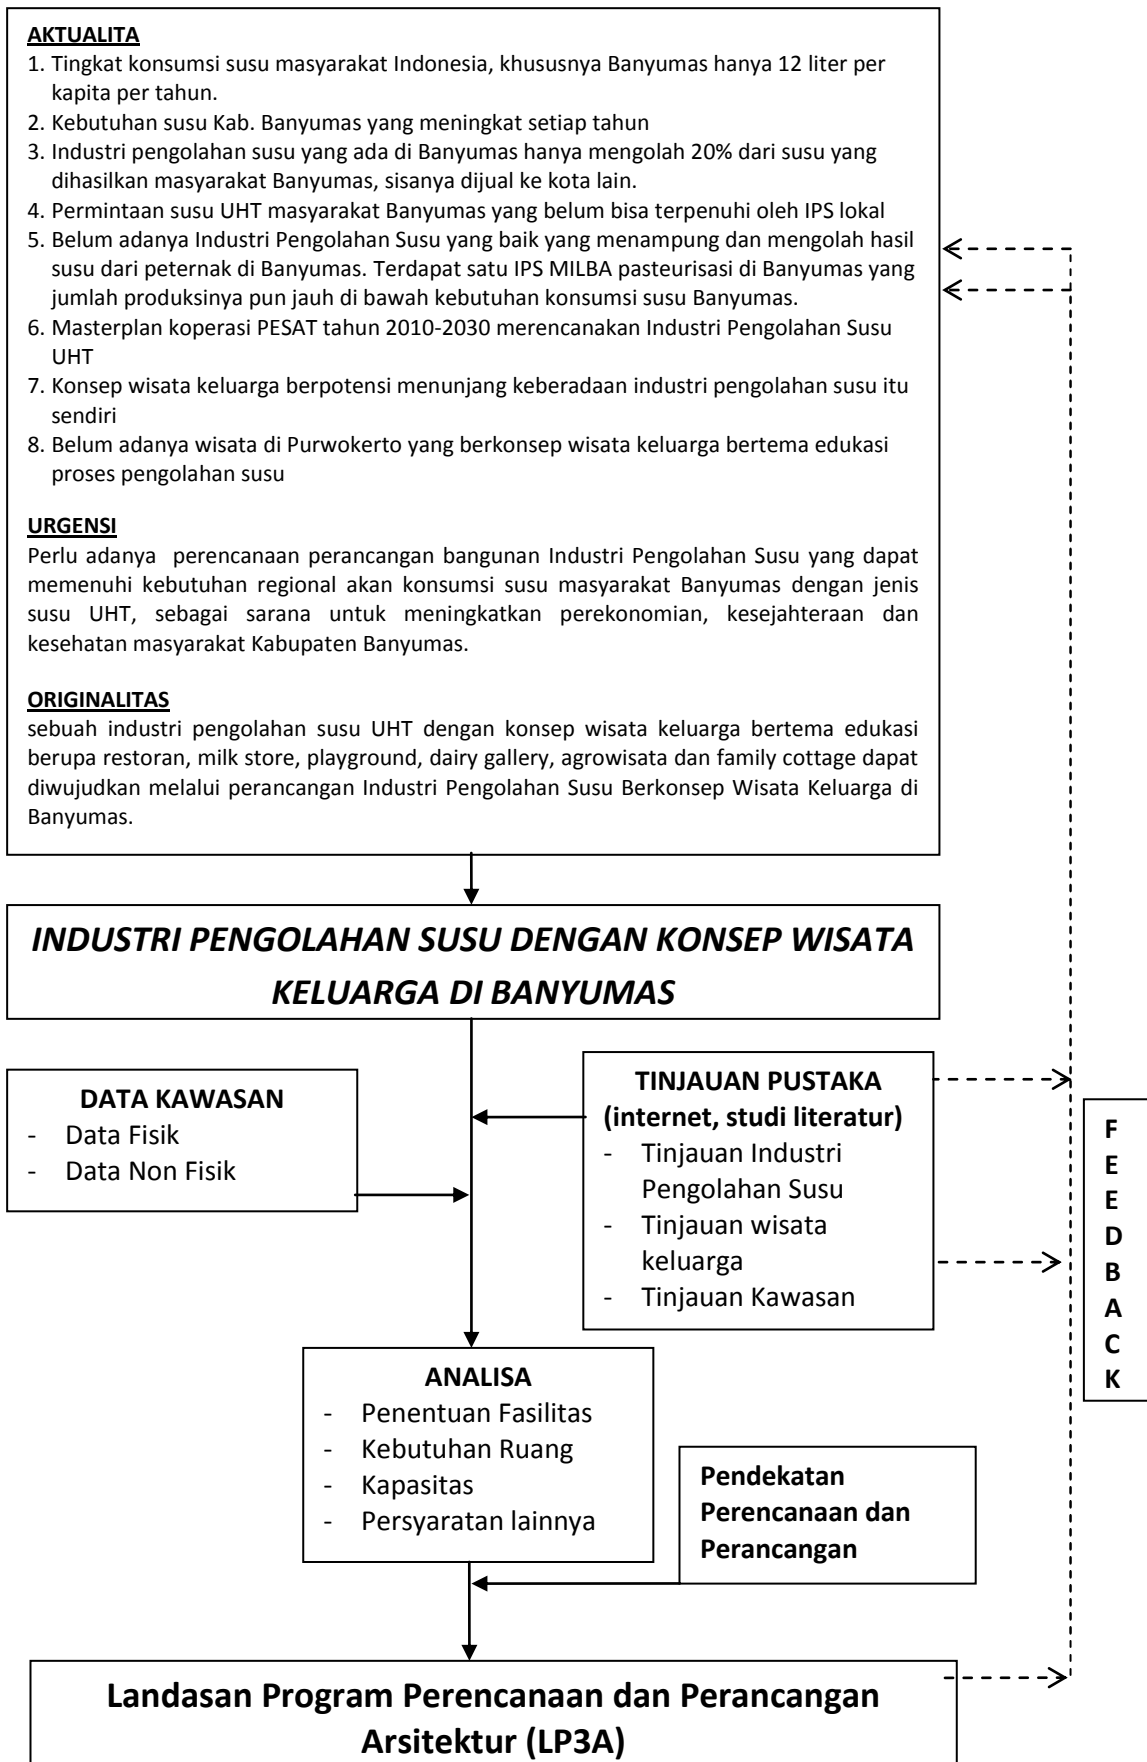 AKTUALITA
1. Tingkat konsumsi susu masyarakat Indonesia, khususnya Banyumas hanya 12 liter per
kapita per tahun.
2. Kebutuhan susu Kab. Banyumas yang meningkat setiap tahun
3. Industri pengolahan susu yang ada di Banyumas hanya mengolah 20% dari susu yang
dihasilkan masyarakat Banyumas, sisanya dijual ke kota lain.
4. Permintaan susu UHT masyarakat Banyumas yang belum bisa terpenuhi oleh IPS lokal
5. Belum adanya Industri Pengolahan Susu yang baik yang menampung dan mengolah hasil
susu dari peternak di Banyumas. Terdapat satu IPS MILBA pasteurisasi di Banyumas yang
jumlah produksinya pun jauh di bawah kebutuhan konsumsi susu Banyumas.
6. Masterplan koperasi PESAT tahun 2010-2030 merencanakan Industri Pengolahan Susu
UHT
7. Konsep wisata keluarga berpotensi menunjang keberadaan industri pengolahan susu itu
sendiri
8. Belum adanya wisata di Purwokerto yang berkonsep wisata keluarga bertema edukasi
proses pengolahan susu
URGENSI
Perlu adanya perencanaan perancangan bangunan Industri Pengolahan Susu yang dapat
memenuhi kebutuhan regional akan konsumsi susu masyarakat Banyumas dengan jenis
susu UHT, sebagai sarana untuk meningkatkan perekonomian, kesejahteraan dan
kesehatan masyarakat Kabupaten Banyumas.
ORIGINALITAS
sebuah industri pengolahan susu UHT dengan konsep wisata keluarga bertema edukasi
berupa restoran, milk store, playground, dairy gallery, agrowisata dan family cottage dapat
diwujudkan melalui perancangan Industri Pengolahan Susu Berkonsep Wisata Keluarga di
Banyumas.
INDUSTRI PENGOLAHAN SUSU DENGAN KONSEP WISATA
KELUARGA DI BANYUMAS
DATA KAWASAN
- Data Fisik
- Data Non Fisik
TINJAUAN PUSTAKA
(internet, studi literatur)
- Tinjauan Industri
Pengolahan Susu
- Tinjauan wisata
keluarga
- Tinjauan Kawasan
F
E
E
D
B
A
C
K
ANALISA
- Penentuan Fasilitas
- Kebutuhan Ruang
- Kapasitas
- Persyaratan lainnya
Pendekatan
Perencanaan dan
Perancangan
Landasan Program Perencanaan dan Perancangan
Arsitektur (LP3A)